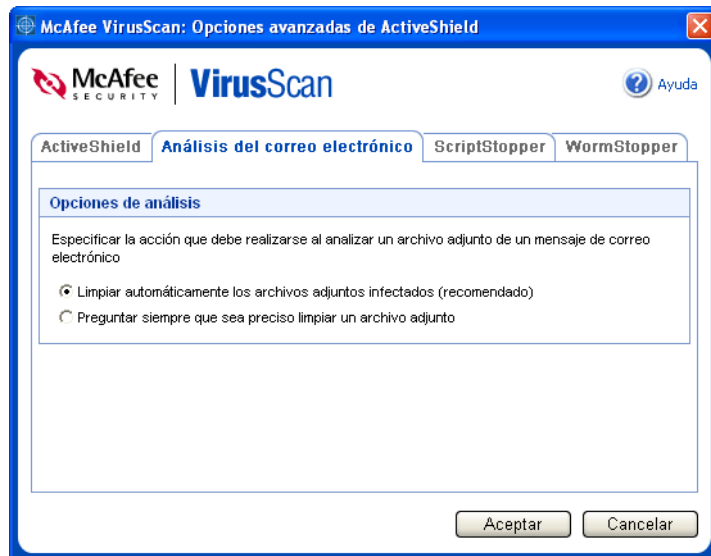 McAfee VirusScan: Opciones avanzadas de ActiveShield
McAfee
SECURITY
VirusScan
Ayuda
ActiveShield
Análisis del correo electrónico
ScriptStopper
WormStopper
Opciones de análisis
Especificar la acción que debe realizarse al analizar un archivo adjunto de un mensaje de correo
electrónico
Limpiar automáticamente los archivos adjuntos infectados (recomendado)
Preguntar siempre que sea preciso limpiar un archivo adjunto
Aceptar
Cancelar